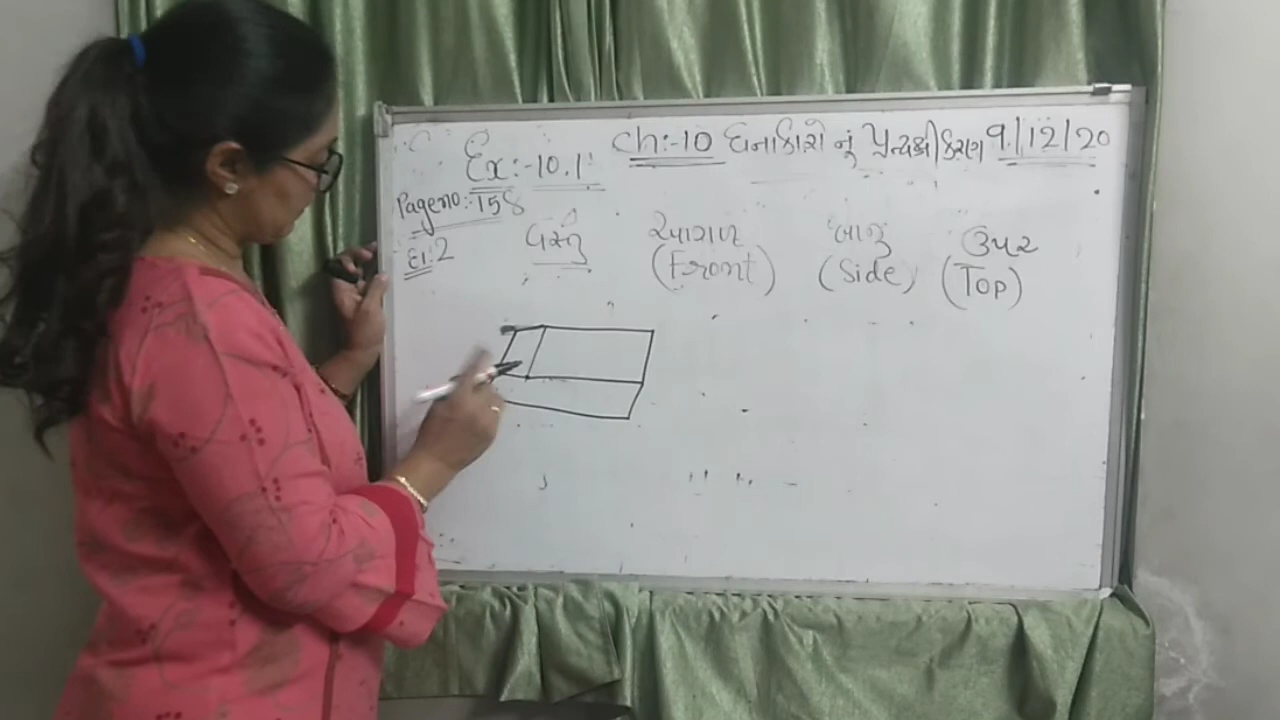 Ch:-10 ઘનાકારો નું પ્રત્યક્ષીકરણ 9/12/20
Ex:-10.1
Page no:-158
દા:2 વસ્તુ આગળ બાજુ ઉપર
(Front) (Side) (Top)